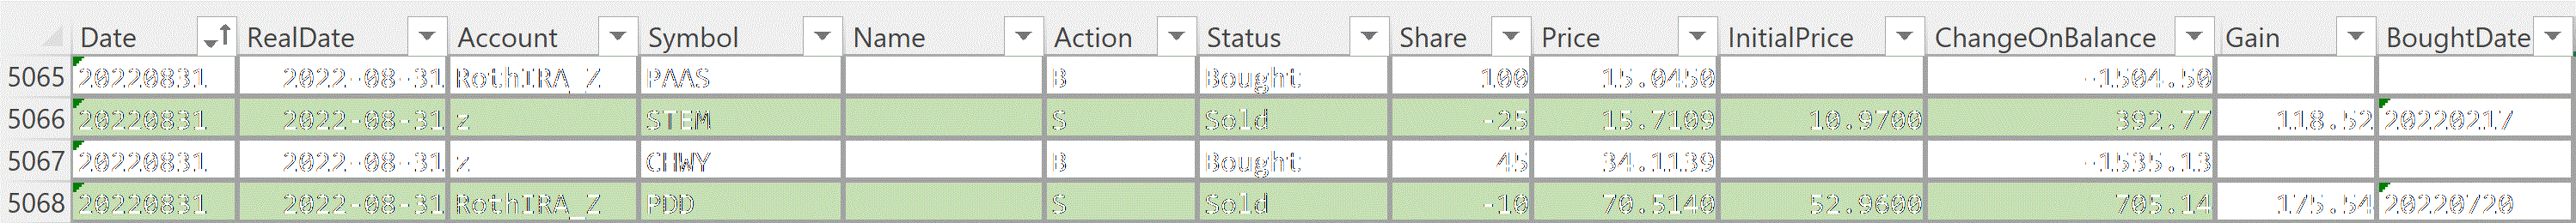 Date RealDate Account Symbol Name Action Status Share Price InitialPrice ChangeOnBalance Gain BoughtDate
5065 20220831 2022-08-31 RothIRA_Z PAAS B Bought 100 15.0450 -1504.50
5066 20220831 2022-08-31 z STEM S Sold -25 15.7109 10.9700 392.77 118.52 20220217
5067 20220831 2022-08-31 z CHWY B Bought 45 34.1139 -1535.13
5068 20220831 2022-08-31 RothIRA_Z PDD S Sold -10 70.5140 52.9600 705.14 175.54 20220720